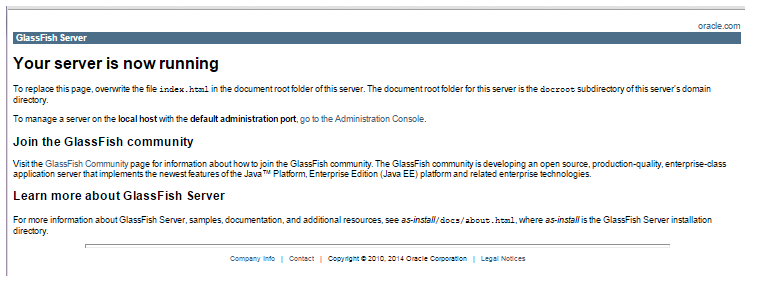 oracle.com
GlassFish Server
Your server is now running
To replace this page, overwrite the file index.html in the document root folder of this server. The document root folder for this server is the docroot subdirectory of this server's domain
directory.
To manage a server on the local host with the default administration port, go to the Administration Console.
Join the GlassFish community
Visit the GlassFish Community page for information about how to join the GlassFish community. The GlassFish community is developing an open source, production-quality, enterprise-class
application server that implements the newest features of the Java™ Platform, Enterprise Edition (Java EE) platform and related enterprise technologies.
Learn more about GlassFish Server
For more information about GlassFish Server, samples, documentation, and additional resources, see as-install/docs/about.html, where as-install is the GlassFish Server installation
directory.
Company Info | Contact | Copyright © 2010, 2014 Oracle Corporation | Legal Notices